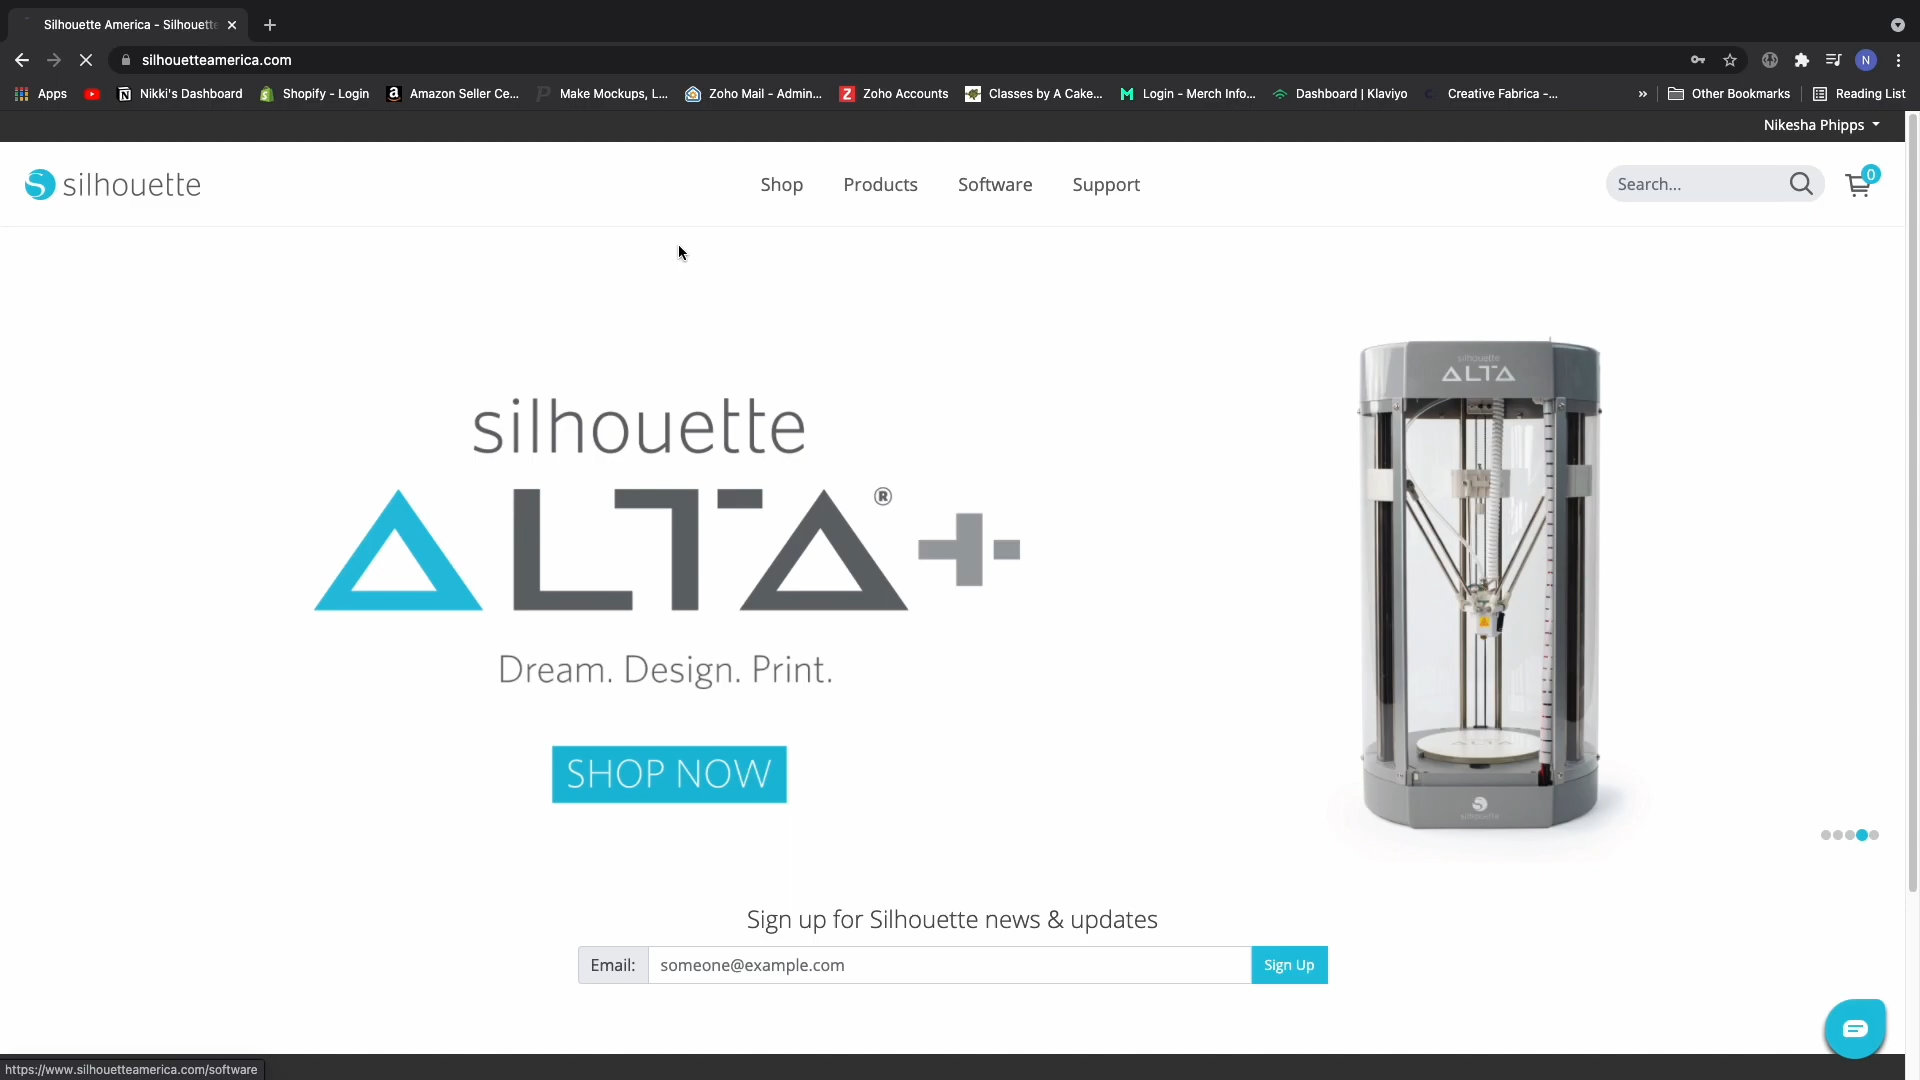 Silhouette America - Silhouett
silhouetteamerica.com
N
Apps
Nikki's Dashboard
Shopify - Login
Amazon Seller Ce...
Make Mockups, L...
Zoho Mail - Admin...
Zoho Accounts
Classes by A Cake...
Login - Merch Info...
Dashboard | Klaviyo
Creative Fabrica -...
»
Other Bookmarks
Reading List
Nikesha Phipps
silhouette
Shop
Products
Software
Support
Search...
0
silhouette
ALTA®+
Dream. Design. Print.
SHOP NOW
silhouette
ALTA
silhouette
Sign up for Silhouette news & updates
Email:
someone@example.com
Sign Up
https://www.silhouetteamerica.com/software